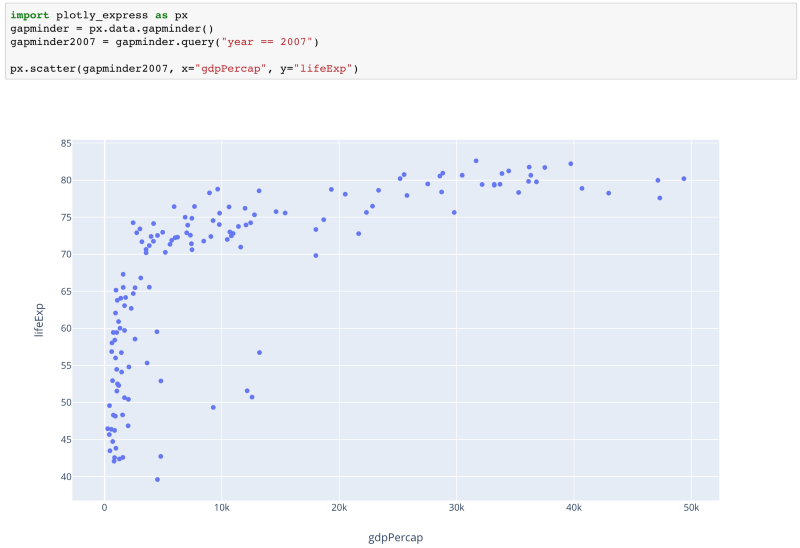 import plotly_express as px
gapminder = px.data.gapminder()
gapminder2007 = gapminder.query("year == 2007")
px.scatter(gapminder2007, x="gdpPercap", y="lifeExp")
85
80
75
70
65
60
55
50
45
40
lifeExp
0
10k
20k
30k
40k
50k
gdpPercap